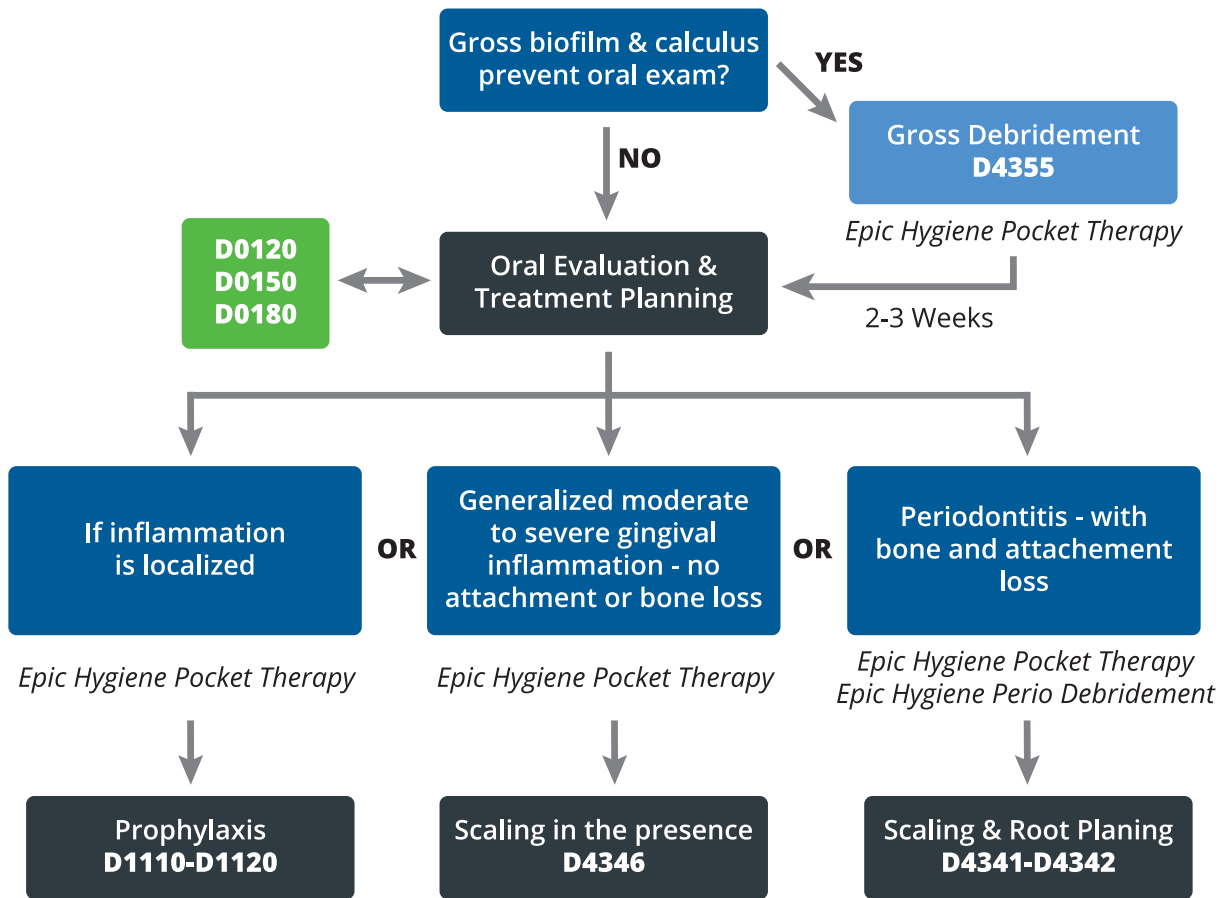 Gross biofilm & calculus
prevent oral exam?
YES
Gross Debridement
D4355
NO
Epic Hygiene Pocket Therapy
D0120
D0150
D0180
Oral Evaluation &
Treatment Planning
2-3 Weeks
If inflammation
is localized
OR
Generalized moderate
to severe gingival
inflammation - no
attachment or bone loss
OR
Periodontitis - with
bone and attachement
loss
Epic Hygiene Pocket Therapy
Epic Hygiene Pocket Therapy
Epic Hygiene Pocket Therapy
Epic Hygiene Perio Debridement
Prophylaxis
D1110-D1120
Scaling in the presence
D4346
Scaling & Root Planing
D4341-D4342